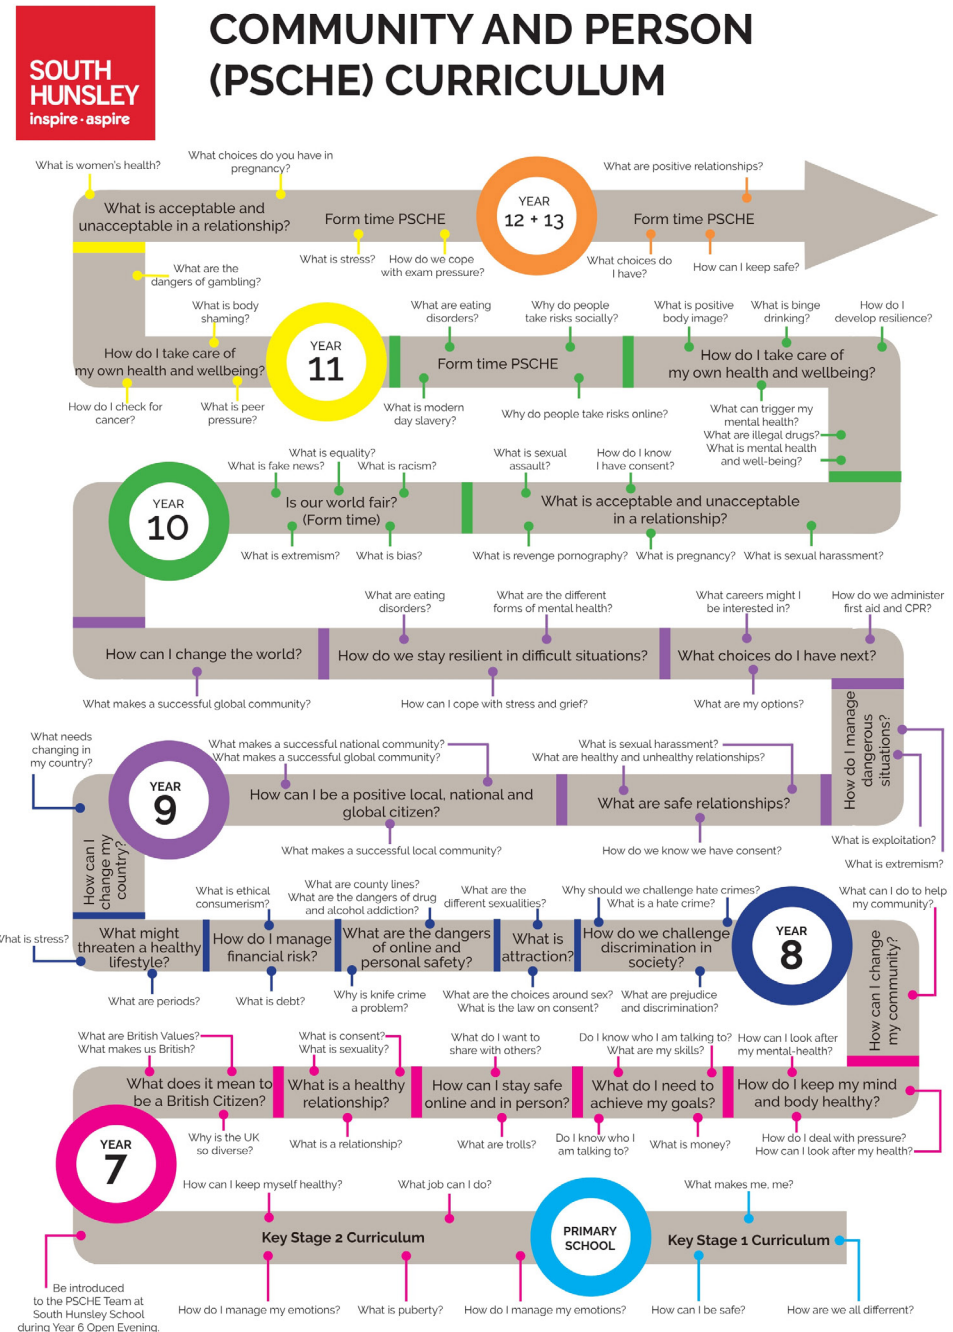 COMMUNITY AND PERSON
(PSCHE) CURRICULUM
SOUTH
HUNSLEY
inspire · aspire
What is women's health?
What choices do you have in
pregnancy?
What are positive relationships?
What is acceptable and
unacceptable in a relationship?
Form time PSCHE
YEAR
12 + 13
Form time PSCHE
What is stress?
How do we cope
with exam pressure?
What choices do
I have?
How can I keep safe?
What are the
dangers of gambling?
What is body
shaming?
What are eating
disorders?
Why do people
take risks socially?
What is positive
body image?
What is binge
drinking?
How do I
develop resilience?
How do I take care of
my own health and wellbeing?
YEAR
11
Form time PSCHE
How do I take care of
my own health and wellbeing?
How do I check for
cancer?
What is peer
pressure?
What is modern
day slavery?
Why do people take risks online?
What can trigger my
mental health?
What are illegal drugs?
What is mental health
and well-being?
What is equality?
What is fake news?
What is racism?
What is sexual
assault?
How do I know
I have consent?
YEAR
10
Is our world fair?
(Form time)
What is acceptable and unacceptable
in a relationship?
What is extremism?
What is bias?
What is revenge pornography?
What is pregnancy?
What is sexual harassment?
What are eating
disorders?
What are the different
forms of mental health?
What careers might I
be interested in?
How do we administer
first aid and CPR?
How can I change the world?
How do we stay resilient in difficult situations?
What choices do I have next?
What makes a successful global community?
How can I cope with stress and grief?
What are my options?
How do I manage
dangerous
situations?
What needs
changing in
my country?
What makes a successful national community?
What makes a successful global community?
What is sexual harassment?
What are healthy and unhealthy relationships?
YEAR
9
How can I be a positive local, national and
global citizen?
What are safe relationships?
What makes a successful local community?
How do we know we have consent?
What is exploitation?
What is extremism?
How can I
change my
country?
What is ethical
consumerism?
What are county lines?
What are the dangers of drug
and alcohol addiction?
What are the
different sexualities?
Why should we challenge hate crimes?
What is a hate crime?
What can I do to help
my community?
What is stress?
What might
threaten a healthy
lifestyle?
How do I manage
financial risk?
What are the dangers
of online and
personal safety?
What is
attraction?
How do we challenge
discrimination in
society?
YEAR
8
How can I change
my community?
What are periods?
What is debt?
Why is knife crime
a problem?
What are the choices around sex?
What is the law on consent?
What are prejudice
and discrimination?
What are British Values?
What makes us British?
What is consent?
What is sexuality?
What do I want to
share with others?
Do I know who I am talking to?
What are my skills?
How can I look after
my mental-health?
What does it mean to
be a British Citizen?
What is a healthy
relationship?
How can I stay safe
online and in person?
What do I need to
achieve my goals?
How do I keep my mind
and body healthy?
YEAR
7
Why is the UK
so diverse?
What is a relationship?
What are trolls?
Do I know who I
am talking to?
What is money?
How do I deal with pressure?
How can I look after my health?
How can I keep myself healthy?
What job can I do?
What makes me, me?
Key Stage 2 Curriculum
PRIMARY
SCHOOL
Key Stage 1 Curriculum
Be introduced
to the PSCHE Team at
South Hunsley School
during Year 6 Open Evening.
How do I manage my emotions?
What is puberty?
How do I manage my emotions?
How can I be safe?
How are we all different?